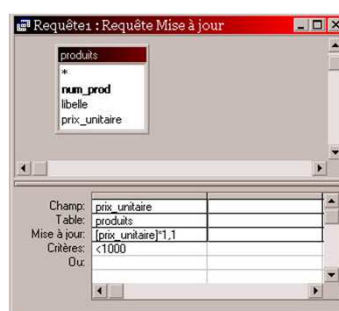 Requête1 : Requête Mise à jour
produits
*
num_prod
libelle
prix_unitaire
Champ: prix_unitaire
Table: produits
Mise à jour: [prix_unitaire]*1,1
Critères: <1000
Ou: